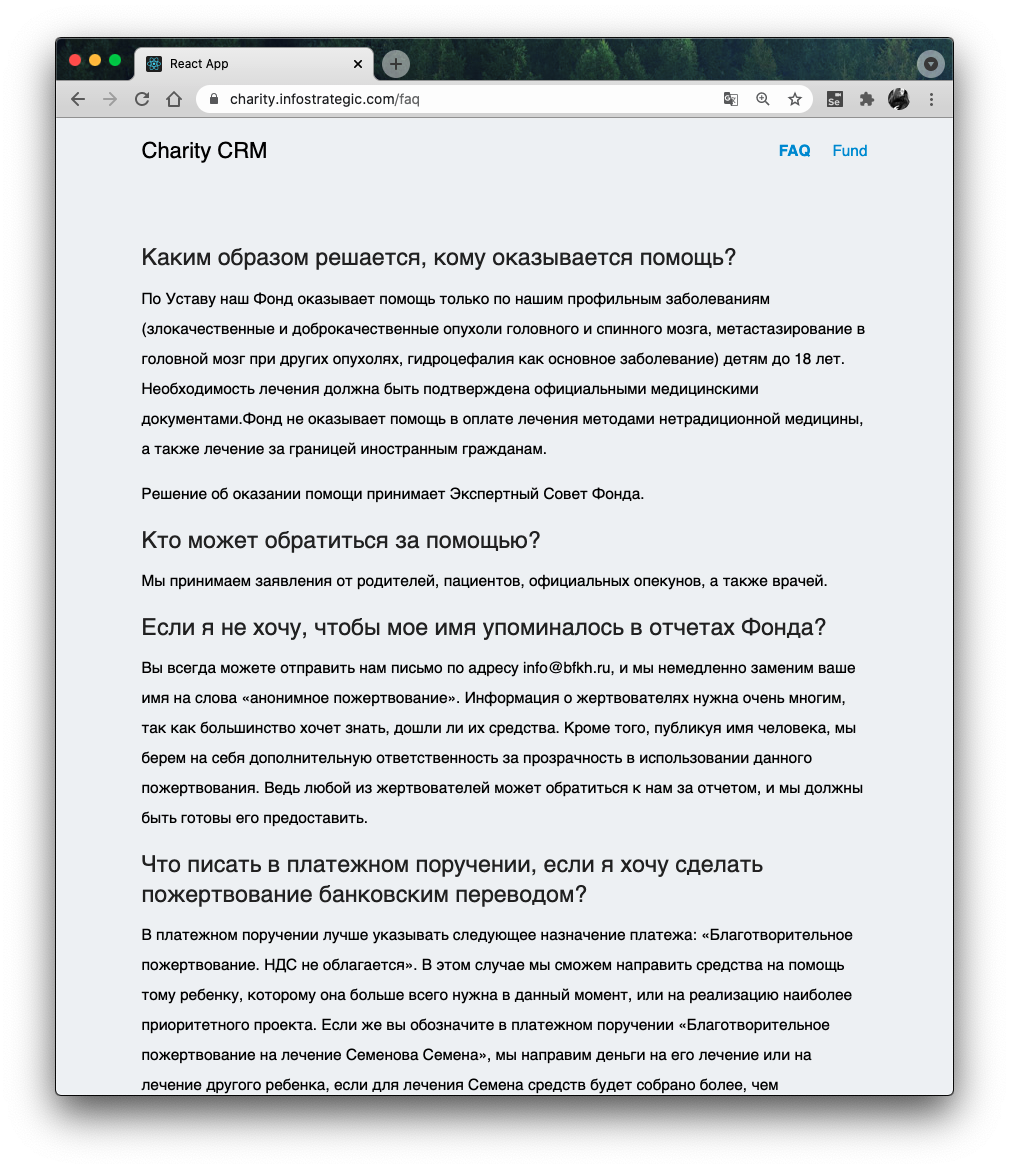 React App
charity.infostrategic.com/faq
Se
Charity CRM
FAQ Fund
Каким образом решается, кому оказывается помощь?
По Уставу наш Фонд оказывает помощь только по нашим профильным заболеваниям
(злокачественные и доброкачественные опухоли головного и спинного мозга, метастазирование в
головной мозг при других опухолях, гидроцефалия как основное заболевание) детям до 18 лет.
Необходимость лечения должна быть подтверждена официальными медицинскими
документами.Фонд не оказывает помощь в оплате лечения методами нетрадиционной медицины,
а также лечение за границей иностранным гражданам.
Решение об оказании помощи принимает Экспертный Совет Фонда.
Кто может обратиться за помощью?
Мы принимаем заявления от родителей, пациентов, официальных опекунов, а также врачей.
Если я не хочу, чтобы мое имя упоминалось в отчетах Фонда?
Вы всегда можете отправить нам письмо по адресу info@bfkh.ru, и мы немедленно заменим ваше
имя на слова «анонимное пожертвование». Информация о жертвователях нужна очень многим,
так как большинство хочет знать, дошли ли их средства. Кроме того, публикуя имя человека, мы
берем на себя дополнительную ответственность за прозрачность в использовании данного
пожертвования. Ведь любой из жертвователей может обратиться к нам за отчетом, и мы должны
быть готовы его предоставить.
Что писать в платежном поручении, если я хочу сделать
пожертвование банковским переводом?
В платежном поручении лучше указывать следующее назначение платежа: «Благотворительное
пожертвование. НДС не облагается». В этом случае мы сможем направить средства на помощь
тому ребенку, которому она больше всего нужна в данный момент, или на реализацию наиболее
приоритетного проекта. Если же вы обозначите в платежном поручении «Благотворительное
пожертвование на лечение Семенова Семена», мы направим деньги на его лечение или на
лечение другого ребенка, если для лечения Семена средств будет собрано более, чем